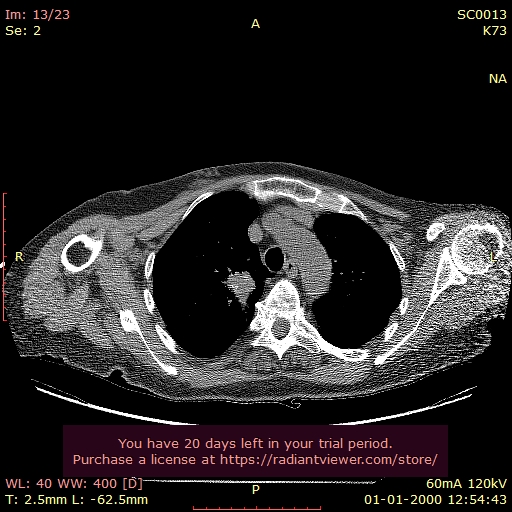 Im: 13/23
Se: 2
A
SC0013
K73
NA
R
L
You have 20 days left in your trial period.
Purchase a license at https://radiantviewer.com/store/
WL: 40 WW: 400 [D]
T: 2.5mm L: -62.5mm
P
60mA 120kV
01-01-2000 12:54:43